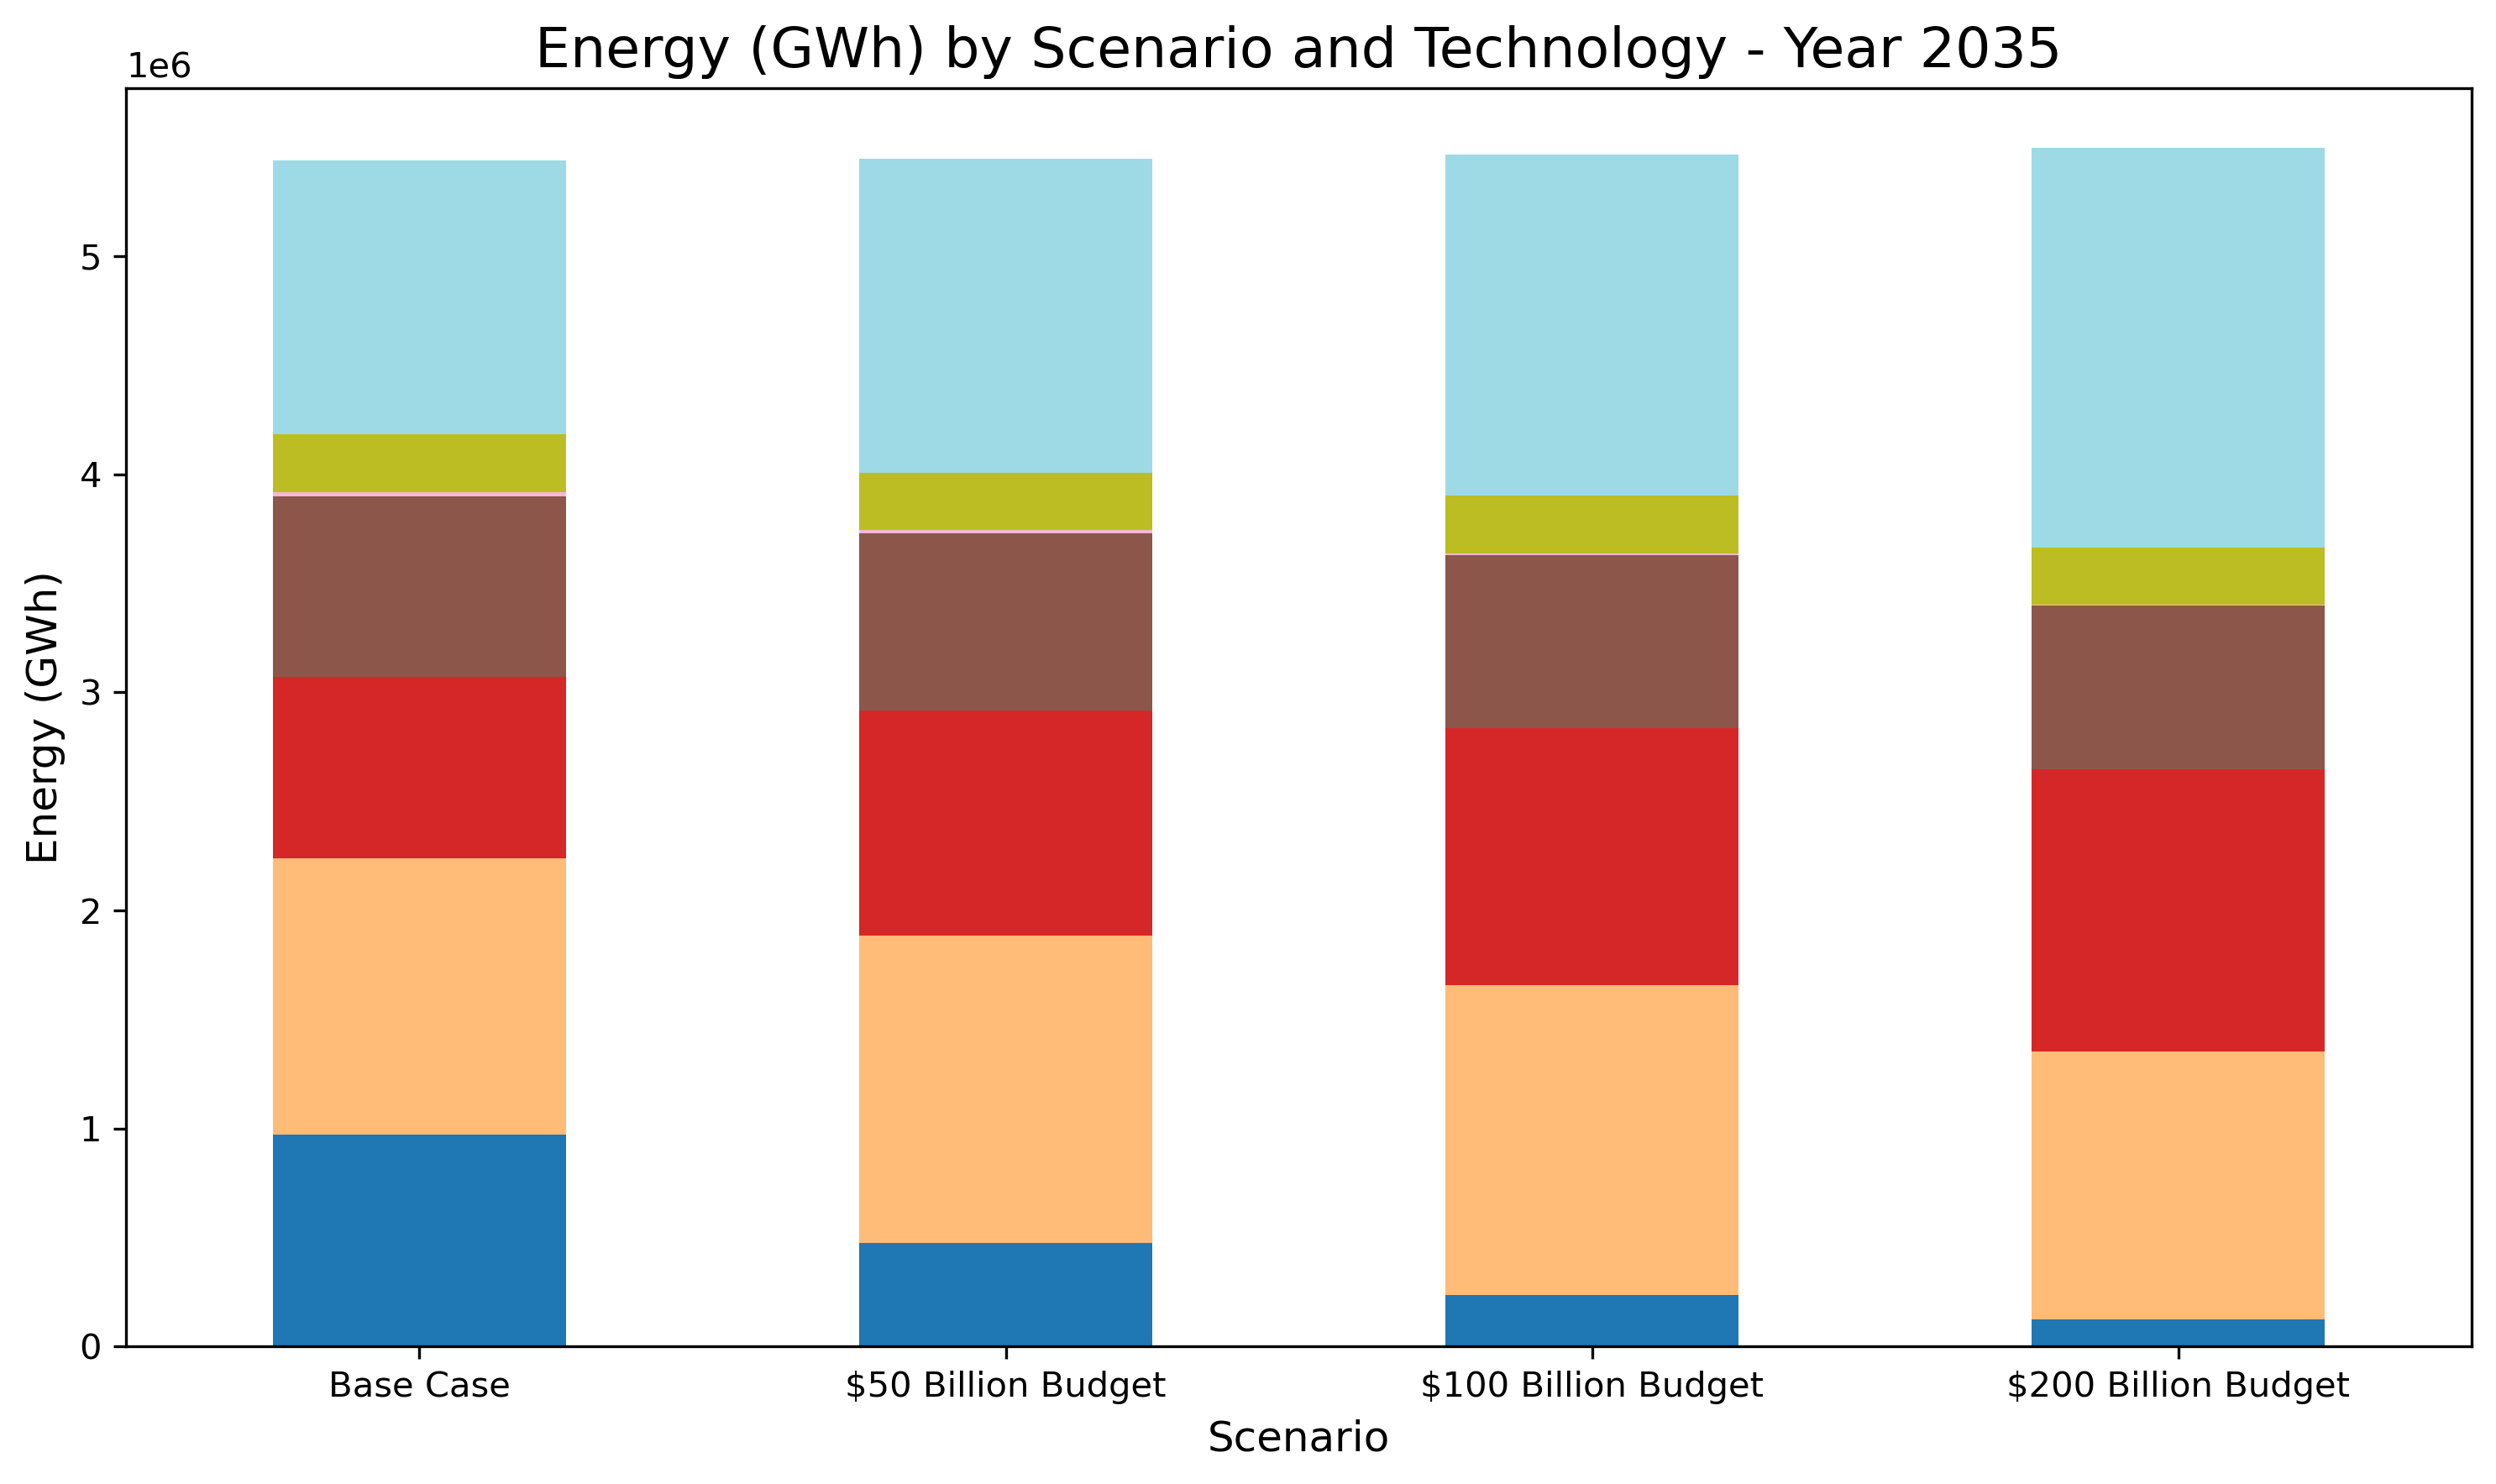 Energy (GWh) by Scenario and Technology - Year 2035
1e6
5
4
3
2
1
0
Energy (GWh)
Base Case
$50 Billion Budget
$100 Billion Budget
$200 Billion Budget
Scenario